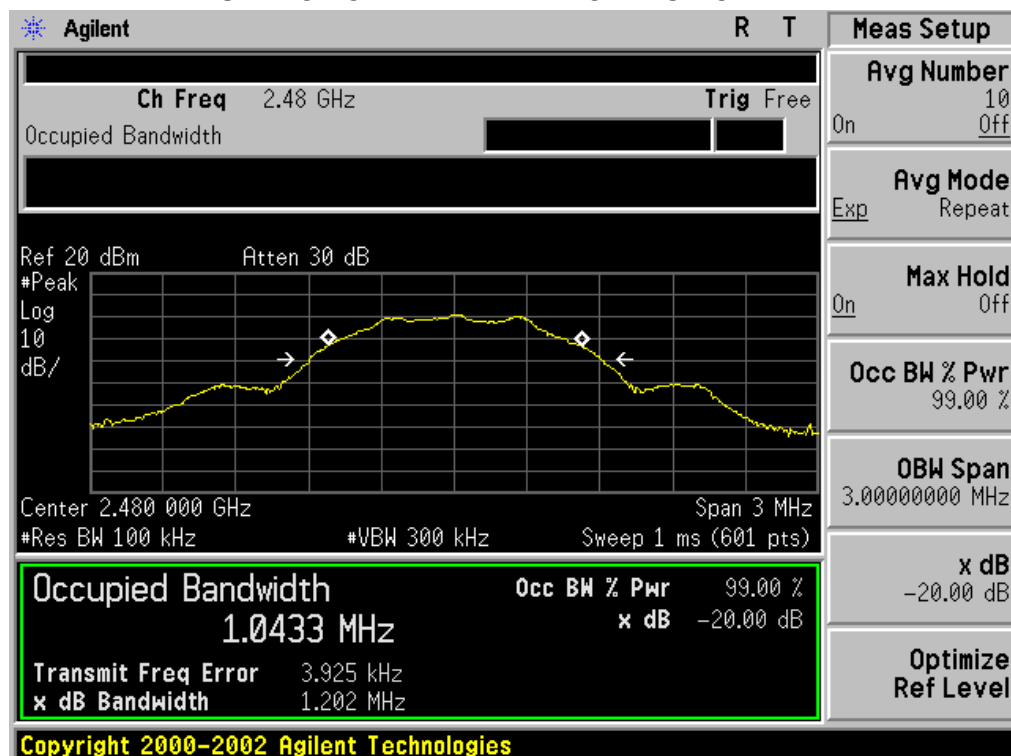 Agilent R T
Ch Freq 2.48 GHz Trig Free
Occupied Bandwidth
Ref 20 dBm Atten 30 dB
#Peak
Log
10
dB/
Center 2.480 000 GHz Span 3 MHz
#Res BW 100 kHz #VBW 300 kHz Sweep 1 ms (601 pts)
Occupied Bandwidth Occ BW % Pwr 99.00 %
1.0433 MHz x dB -20.00 dB
Transmit Freq Error 3.925 kHz
x dB Bandwidth 1.202 MHz
Copyright 2000-2002 Agilent Technologies
Meas Setup
Avg Number
10
On Off
Avg Mode
Exp Repeat
Max Hold
On Off
Occ BW % Pwr
99.00 %
OBW Span
3.00000000 MHz
x dB
-20.00 dB
Optimize
Ref Level